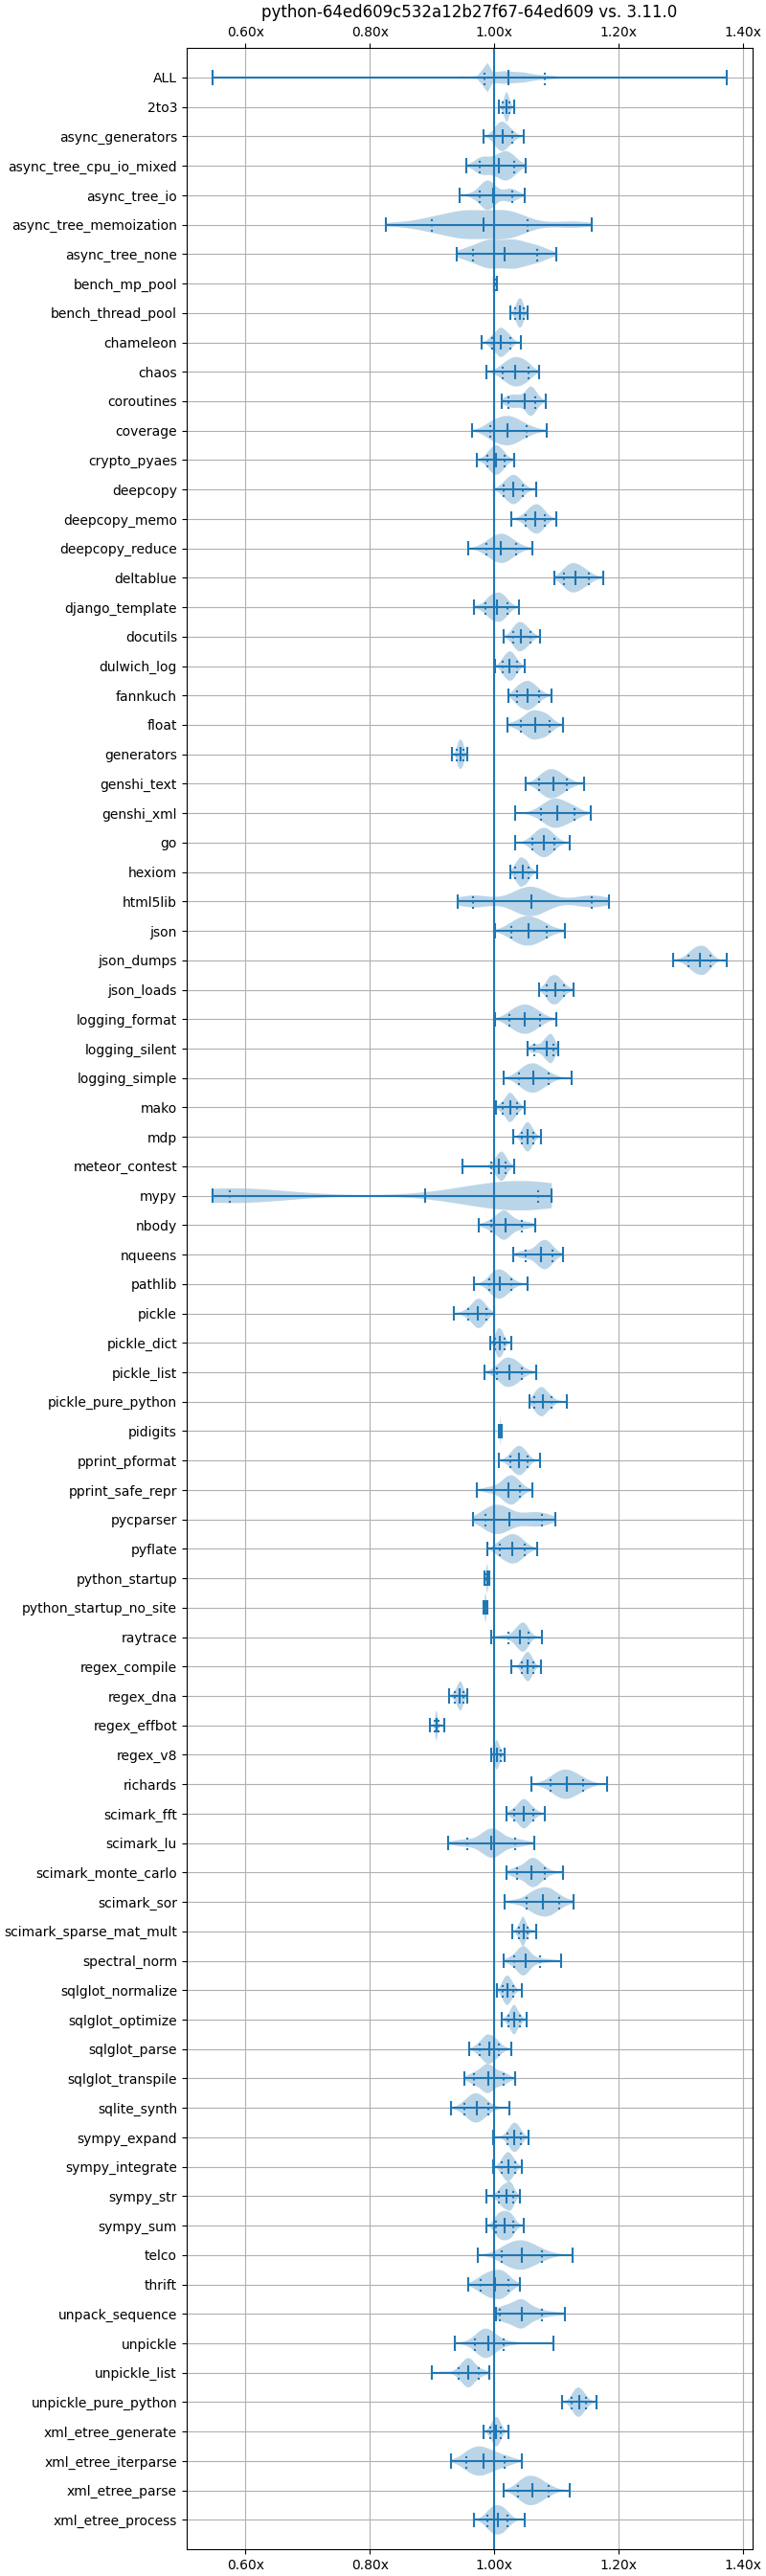 python-64ed609c532a12b27f67-64ed609 vs. 3.11.0
0.60x 0.80x 1.00x 1.20x 1.40x
ALL
2to3
async_generators
async_tree_cpu_io_mixed
async_tree_io
async_tree_memoization
async_tree_none
bench_mp_pool
bench_thread_pool
chameleon
chaos
coroutines
coverage
crypto_pyaes
deepcopy
deepcopy_memo
deepcopy_reduce
deltablue
django_template
docutils
dulwich_log
fannkuch
float
generators
genshi_text
genshi_xml
go
hexiom
html5lib
json
json_dumps
json_loads
logging_format
logging_silent
logging_simple
mako
mdp
meteor_contest
mypy
nbody
nqueens
pathlib
pickle
pickle_dict
pickle_list
pickle_pure_python
pidigits
pprint_pformat
pprint_safe_repr
pycparser
pyflate
python_startup
python_startup_no_site
raytrace
regex_compile
regex_dna
regex_effbot
regex_v8
richards
scimark_fft
scimark_lu
scimark_monte_carlo
scimark_sor
scimark_sparse_mat_mult
spectral_norm
sqlglot_normalize
sqlglot_optimize
sqlglot_parse
sqlglot_transpile
sqlite_synth
sympy_expand
sympy_integrate
sympy_str
sympy_sum
telco
thrift
unpack_sequence
unpickle
unpickle_list
unpickle_pure_python
xml_etree_generate
xml_etree_iterparse
xml_etree_parse
xml_etree_process
0.60x 0.80x 1.00x 1.20x 1.40x